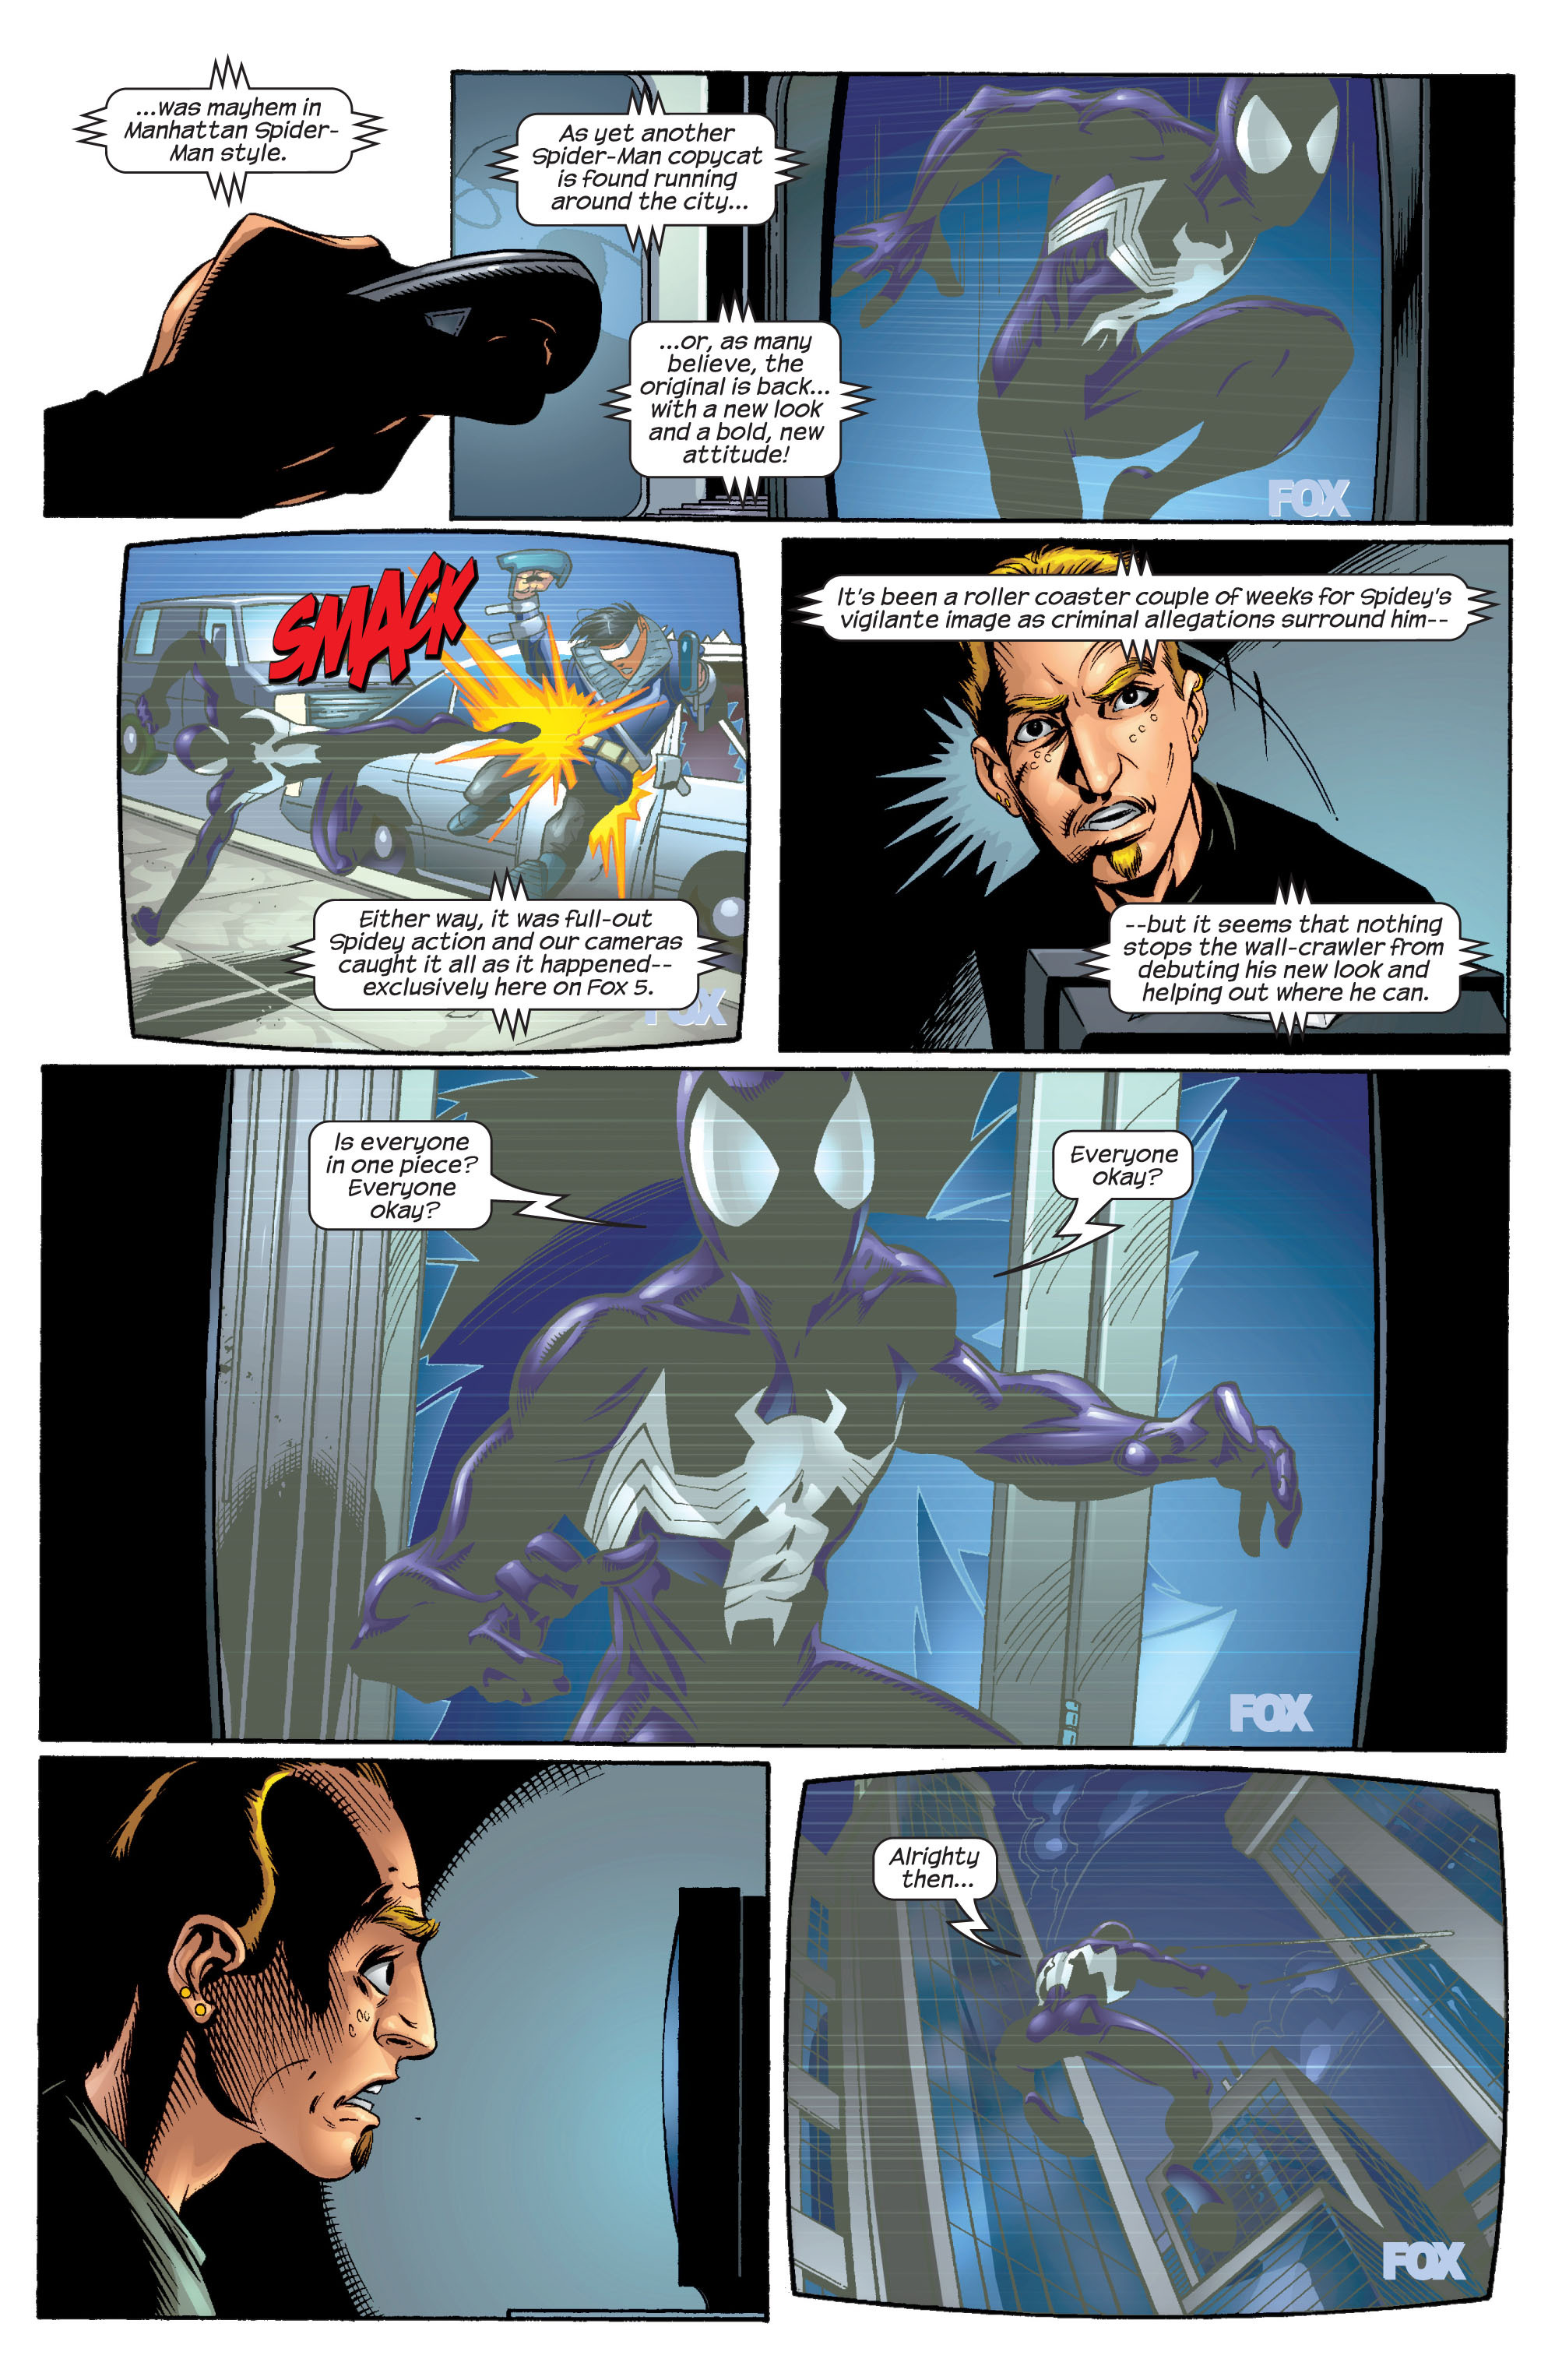 ...was mayhem in
Manhattan Spider-
Man style.
As yet another
Spider-Man copycat
is found running
around the city...
...or, as many
believe, the
original is back...
with a new look
and a bold, new
attitude!
FOX
SMACK
Either way, it was full-out
Spidey action and our cameras
caught it all as it happened--
exclusively here on Fox 5.
FOX
It's been a roller coaster couple of weeks for Spidey's
vigilante image as criminal allegations surround him--
--but it seems that nothing
stops the wall-crawler from
debuting his new look and
helping out where he can.
Is everyone
in one piece?
Everyone
okay?
Everyone
okay?
FOX
Alrighty
then...
FOX